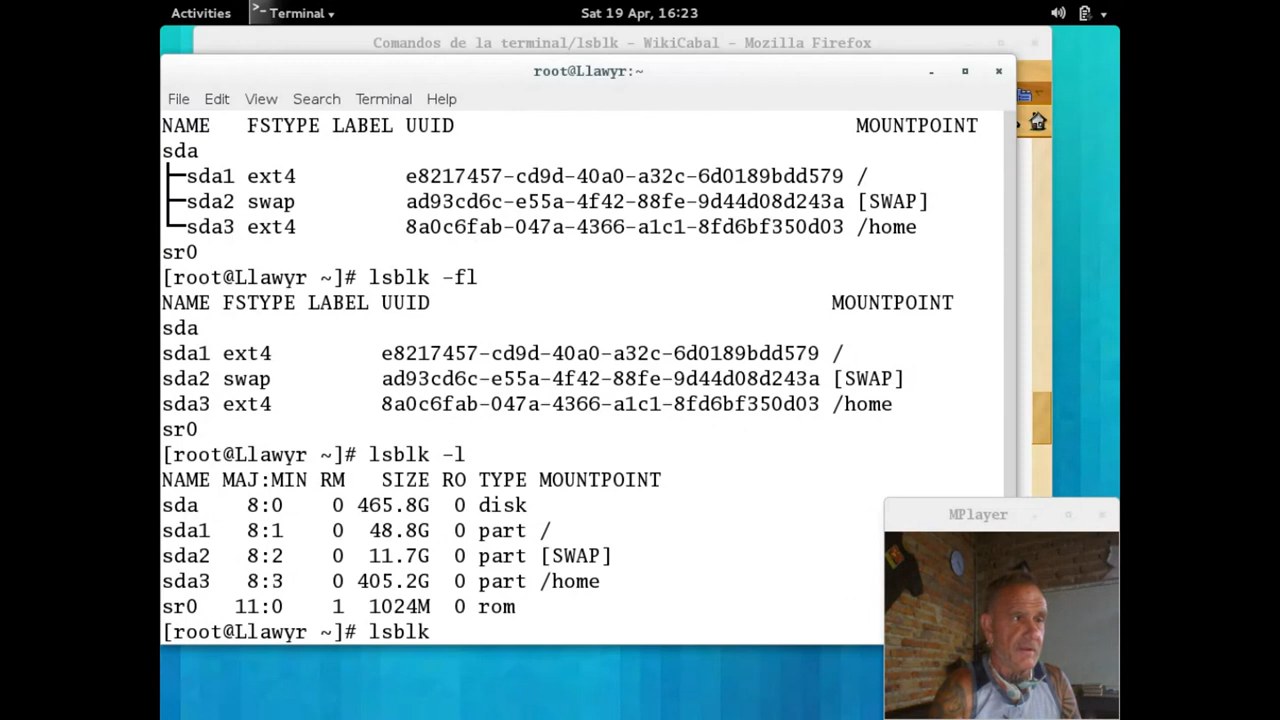 Activities >_ Terminal Sat 19 Apr, 16:23
Comandos de la terminal/lsblk - WikiCabal - Mozilla Firefox
root@Llawyr:~
File Edit View Search Terminal Help
NAME FSTYPE LABEL UUID MOUNTPOINT
sda
├─sda1 ext4 e8217457-cd9d-40a0-a32c-6d0189bdd579 /
├─sda2 swap ad93cd6c-e55a-4f42-88fe-9d44d08d243a [SWAP]
└─sda3 ext4 8a0c6fab-047a-4366-a1c1-8fd6bf350d03 /home
sr0
[root@Llawyr ~]# lsblk -fl
NAME FSTYPE LABEL UUID MOUNTPOINT
sda
sda1 ext4 e8217457-cd9d-40a0-a32c-6d0189bdd579 /
sda2 swap ad93cd6c-e55a-4f42-88fe-9d44d08d243a [SWAP]
sda3 ext4 8a0c6fab-047a-4366-a1c1-8fd6bf350d03 /home
sr0
[root@Llawyr ~]# lsblk -l
NAME MAJ:MIN RM SIZE RO TYPE MOUNTPOINT
sda 8:0 0 465.8G 0 disk
sda1 8:1 0 48.8G 0 part /
sda2 8:2 0 11.7G 0 part [SWAP]
sda3 8:3 0 405.2G 0 part /home
sr0 11:0 1 1024M 0 rom
[root@Llawyr ~]# lsblk
MPlayer